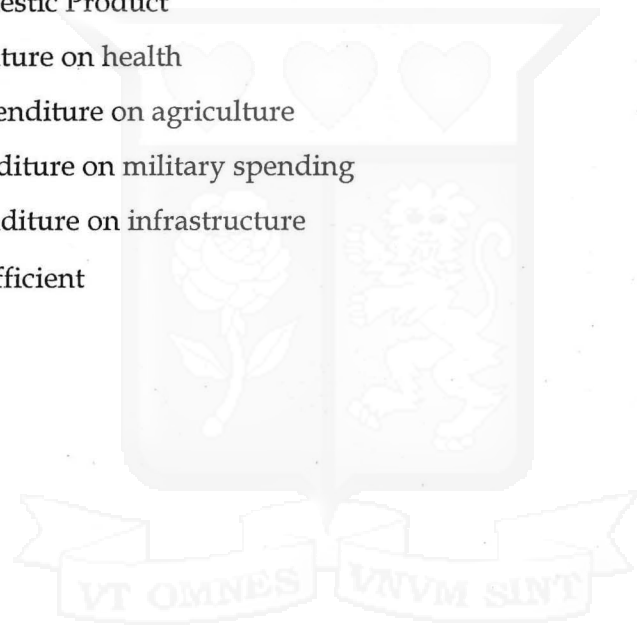 estic Product
ture on health
enditure on agriculture
diture on military spending
diture on infrastructure
fficient
VT OMNES VNVM SINT